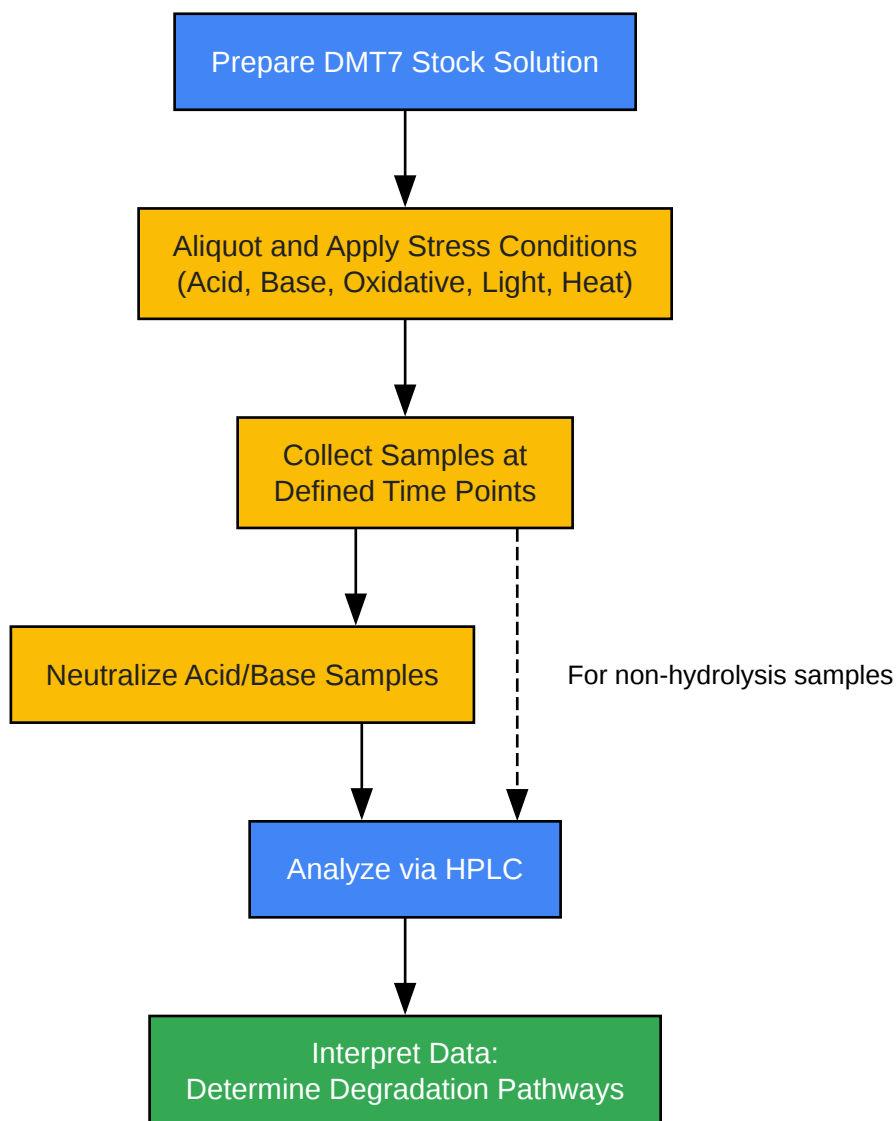 Prepare DMT7 Stock Solution
Aliquot and Apply Stress Conditions
(Acid, Base, Oxidative, Light, Heat)
Collect Samples at
Defined Time Points
Neutralize Acid/Base Samples
For non-hydrolysis samples
Analyze via HPLC
Interpret Data:
Determine Degradation Pathways